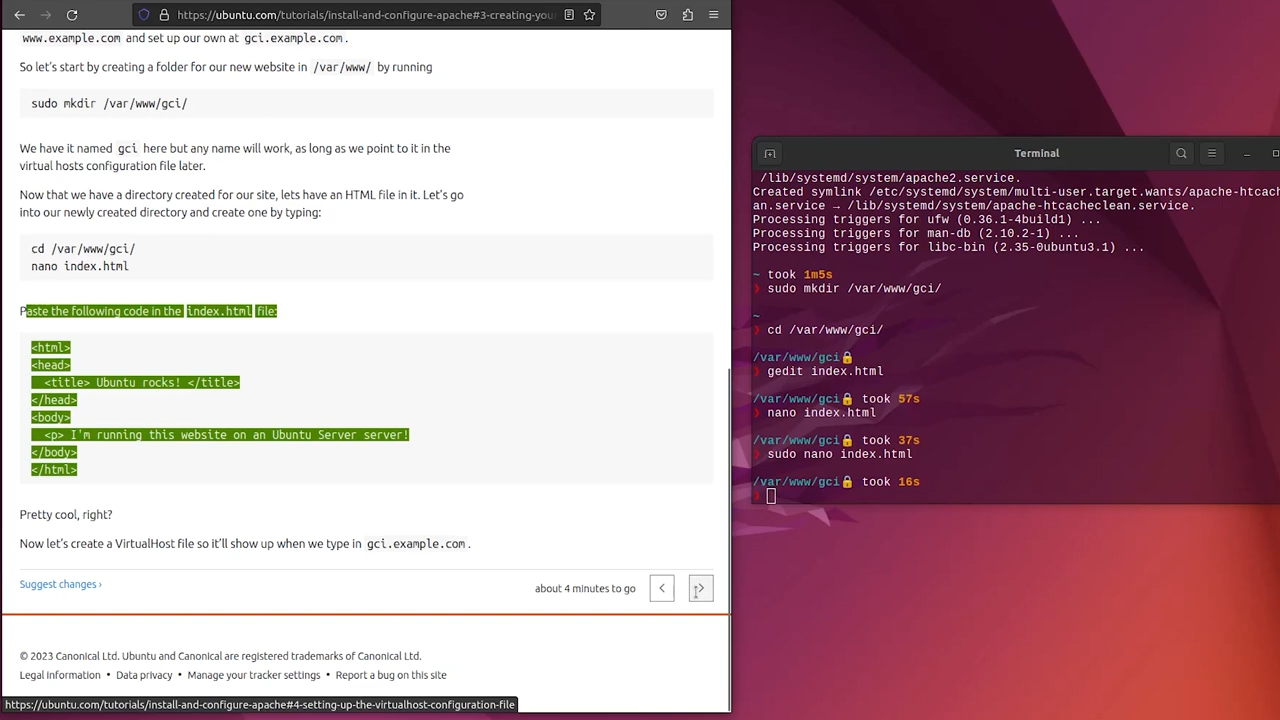 https://ubuntu.com/tutorials/install-and-configure-apache#3-creating-you
www.example.com and set up our own at gci.example.com.
So let's start by creating a folder for our new website in /var/www/ by running
sudo mkdir /var/www/gci/
We have it named gci here but any name will work, as long as we point to it in the
virtual hosts configuration file later.
Now that we have a directory created for our site, lets have an HTML file in it. Let's go
into our newly created directory and create one by typing:
cd /var/www/gci/
nano index.html
Paste the following code in the index.html file:
<html>
<head>
  <title> Ubuntu rocks! </title>
</head>
<body>
  <p> I'm running this website on an Ubuntu Server server!
</body>
</html>
Pretty cool, right?
Now let's create a VirtualHost file so it'll show up when we type in gci.example.com.
Suggest changes ›
about 4 minutes to go
© 2023 Canonical Ltd. Ubuntu and Canonical are registered trademarks of Canonical Ltd.
Legal information • Data privacy • Manage your tracker settings • Report a bug on this site
https://ubuntu.com/tutorials/install-and-configure-apache#4-setting-up-the-virtualhost-configuration-file
Terminal
/lib/systemd/system/apache2.service.
Created symlink /etc/systemd/system/multi-user.target.wants/apache-htcach
an.service → /lib/systemd/system/apache-htcacheclean.service.
Processing triggers for ufw (0.36.1-4build1) ...
Processing triggers for man-db (2.10.2-1) ...
Processing triggers for libc-bin (2.35-0ubuntu3.1) ...
~ took 1m5s
❯ sudo mkdir /var/www/gci/
~
❯ cd /var/www/gci/
/var/www/gci🔒
❯ gedit index.html
/var/www/gci🔒 took 57s
❯ nano index.html
/var/www/gci🔒 took 37s
❯ sudo nano index.html
/var/www/gci🔒 took 16s
❯